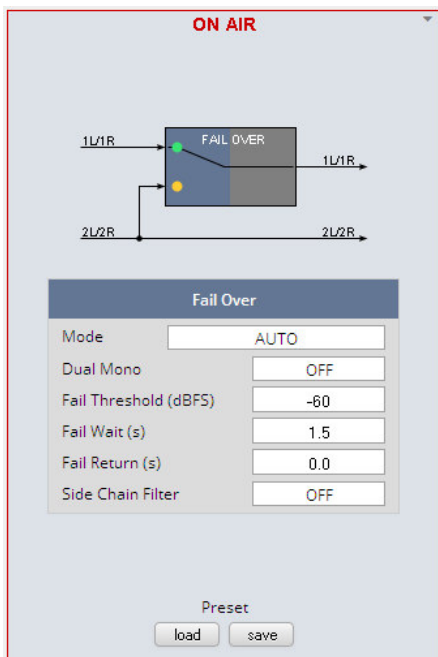 ON AIR
1L/1R
FAIL OVER
1L/1R
2L/2R
2L/2R
Fail Over
Mode AUTO
Dual Mono OFF
Fail Threshold (dBFS) -60
Fail Wait (s) 1.5
Fail Return (s) 0.0
Side Chain Filter OFF
Preset
load save